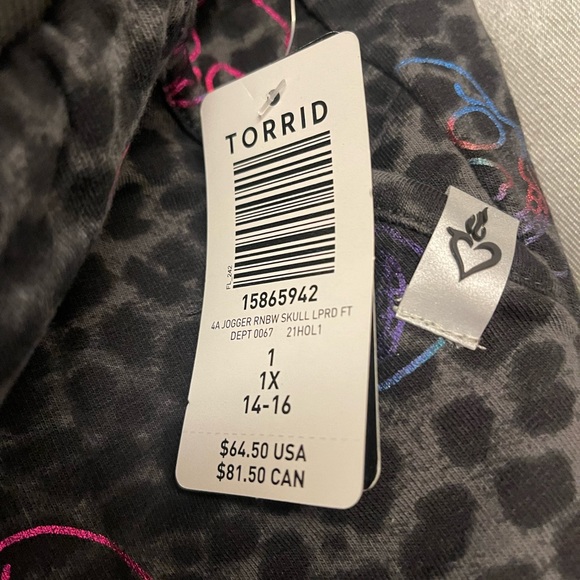 TORRID
FL_242
15865942
4A JOGGER RNBW SKULL LPRD FT
DEPT 0067 21HOL1
1
1X
14-16
$64.50 USA
$81.50 CAN